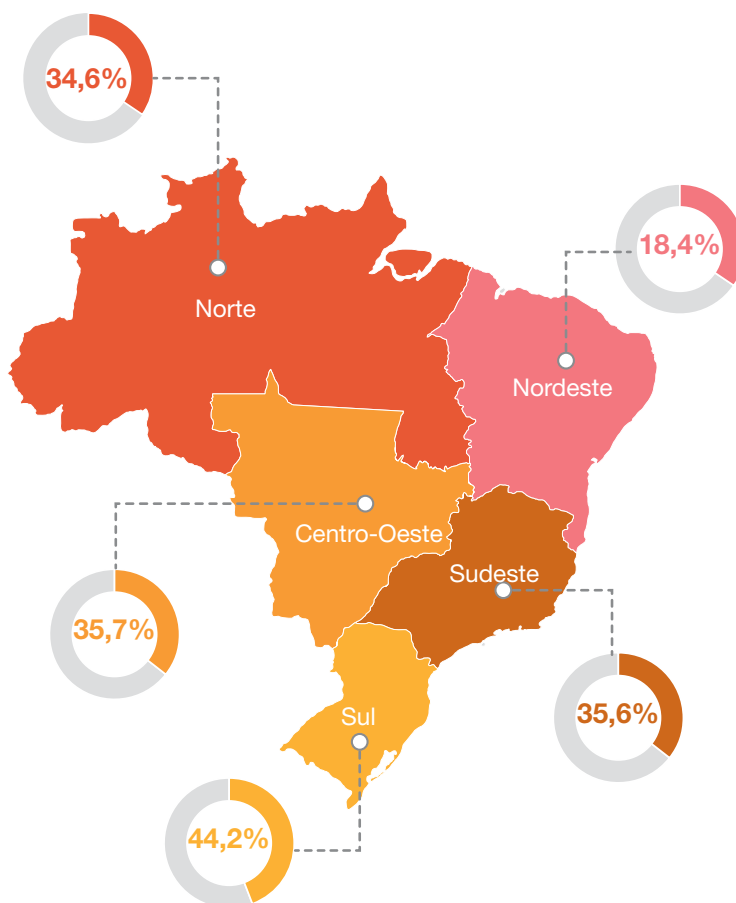 34,6%
18,4%
Norte
Nordeste
Centro-Oeste
Sudeste
35,7%
35,6%
Sul
44,2%